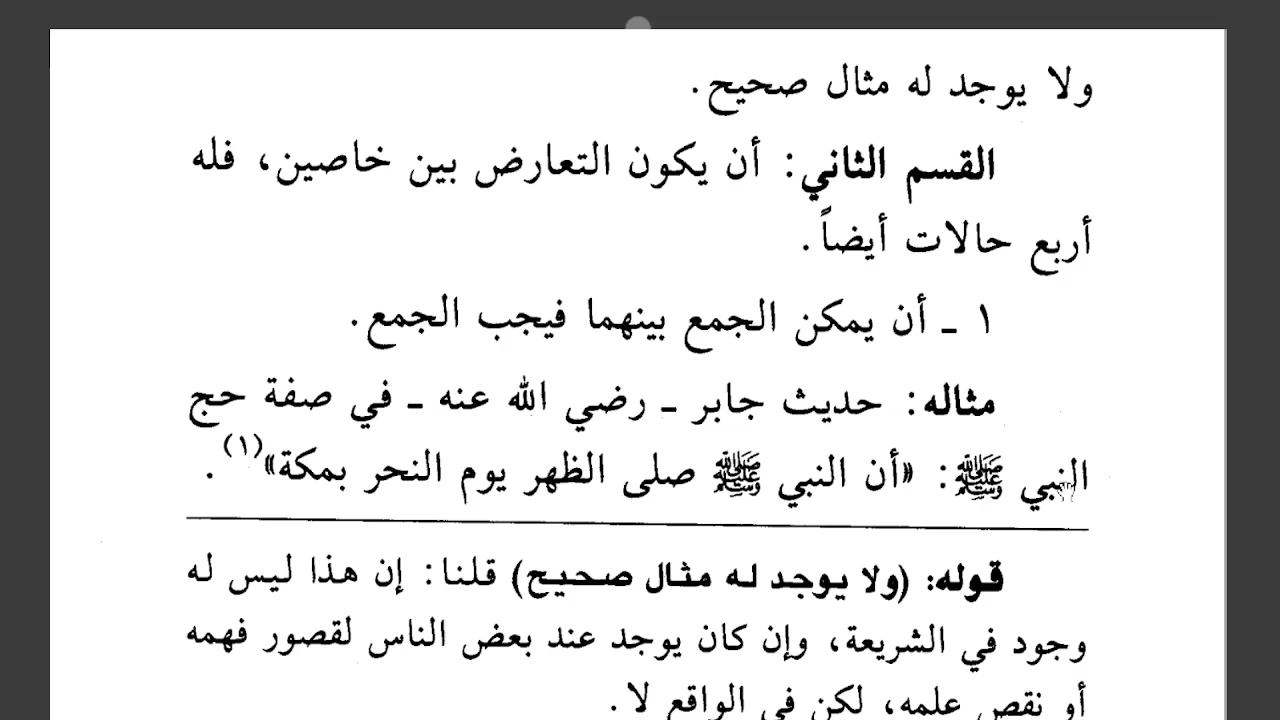 ولا يوجد له مثال صحيح.
القسم الثاني: أن يكون التعارض بين خاصين، فله
أربع حالات أيضاً.
١ ـ أن يمكن الجمع بينهما فيجب الجمع.
مثاله: حديث جابر ـ رضي الله عنه ـ في صفة حج
النبي ﷺ: «أن النبي ﷺ صلى الظهر يوم النحر بمكة»(١).
قوله: (ولا يوجد له مثال صحيح) قلنا: إن هذا ليس له
وجود في الشريعة، وإن كان يوجد عند بعض الناس لقصور فهمه
أو نقص علمه، لكن في الواقع لا.